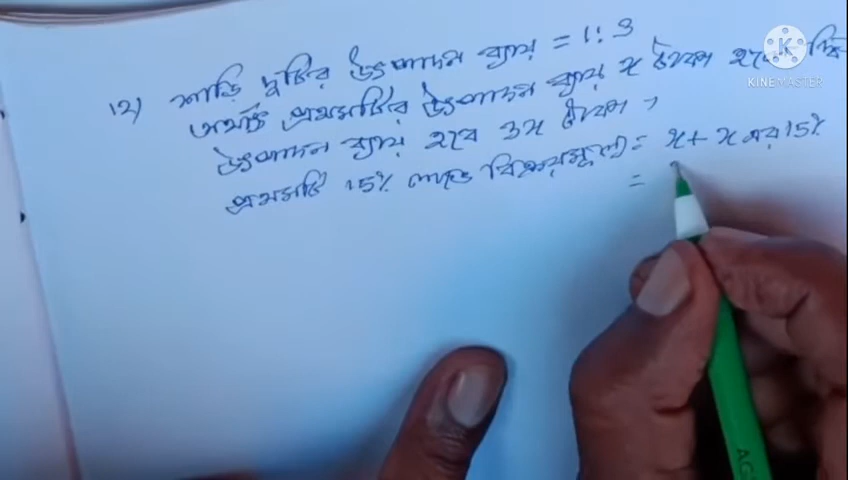 12) শাড়ি দুটির উৎপাদন ব্যয় = 1:3
অর্থাৎ প্রথমটির উৎপাদন ব্যয় x টাকা হলে
উৎপাদন ব্যয় হবে 3x টাকা ,
প্রথমটি 15% লাভে বিক্রয়মূল্য = x + x এর 15%
=
KINEMASTER